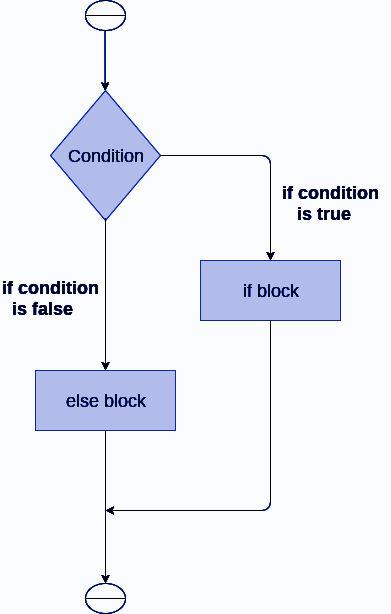 Condition
if condition
is true
if block
if condition
is false
else block